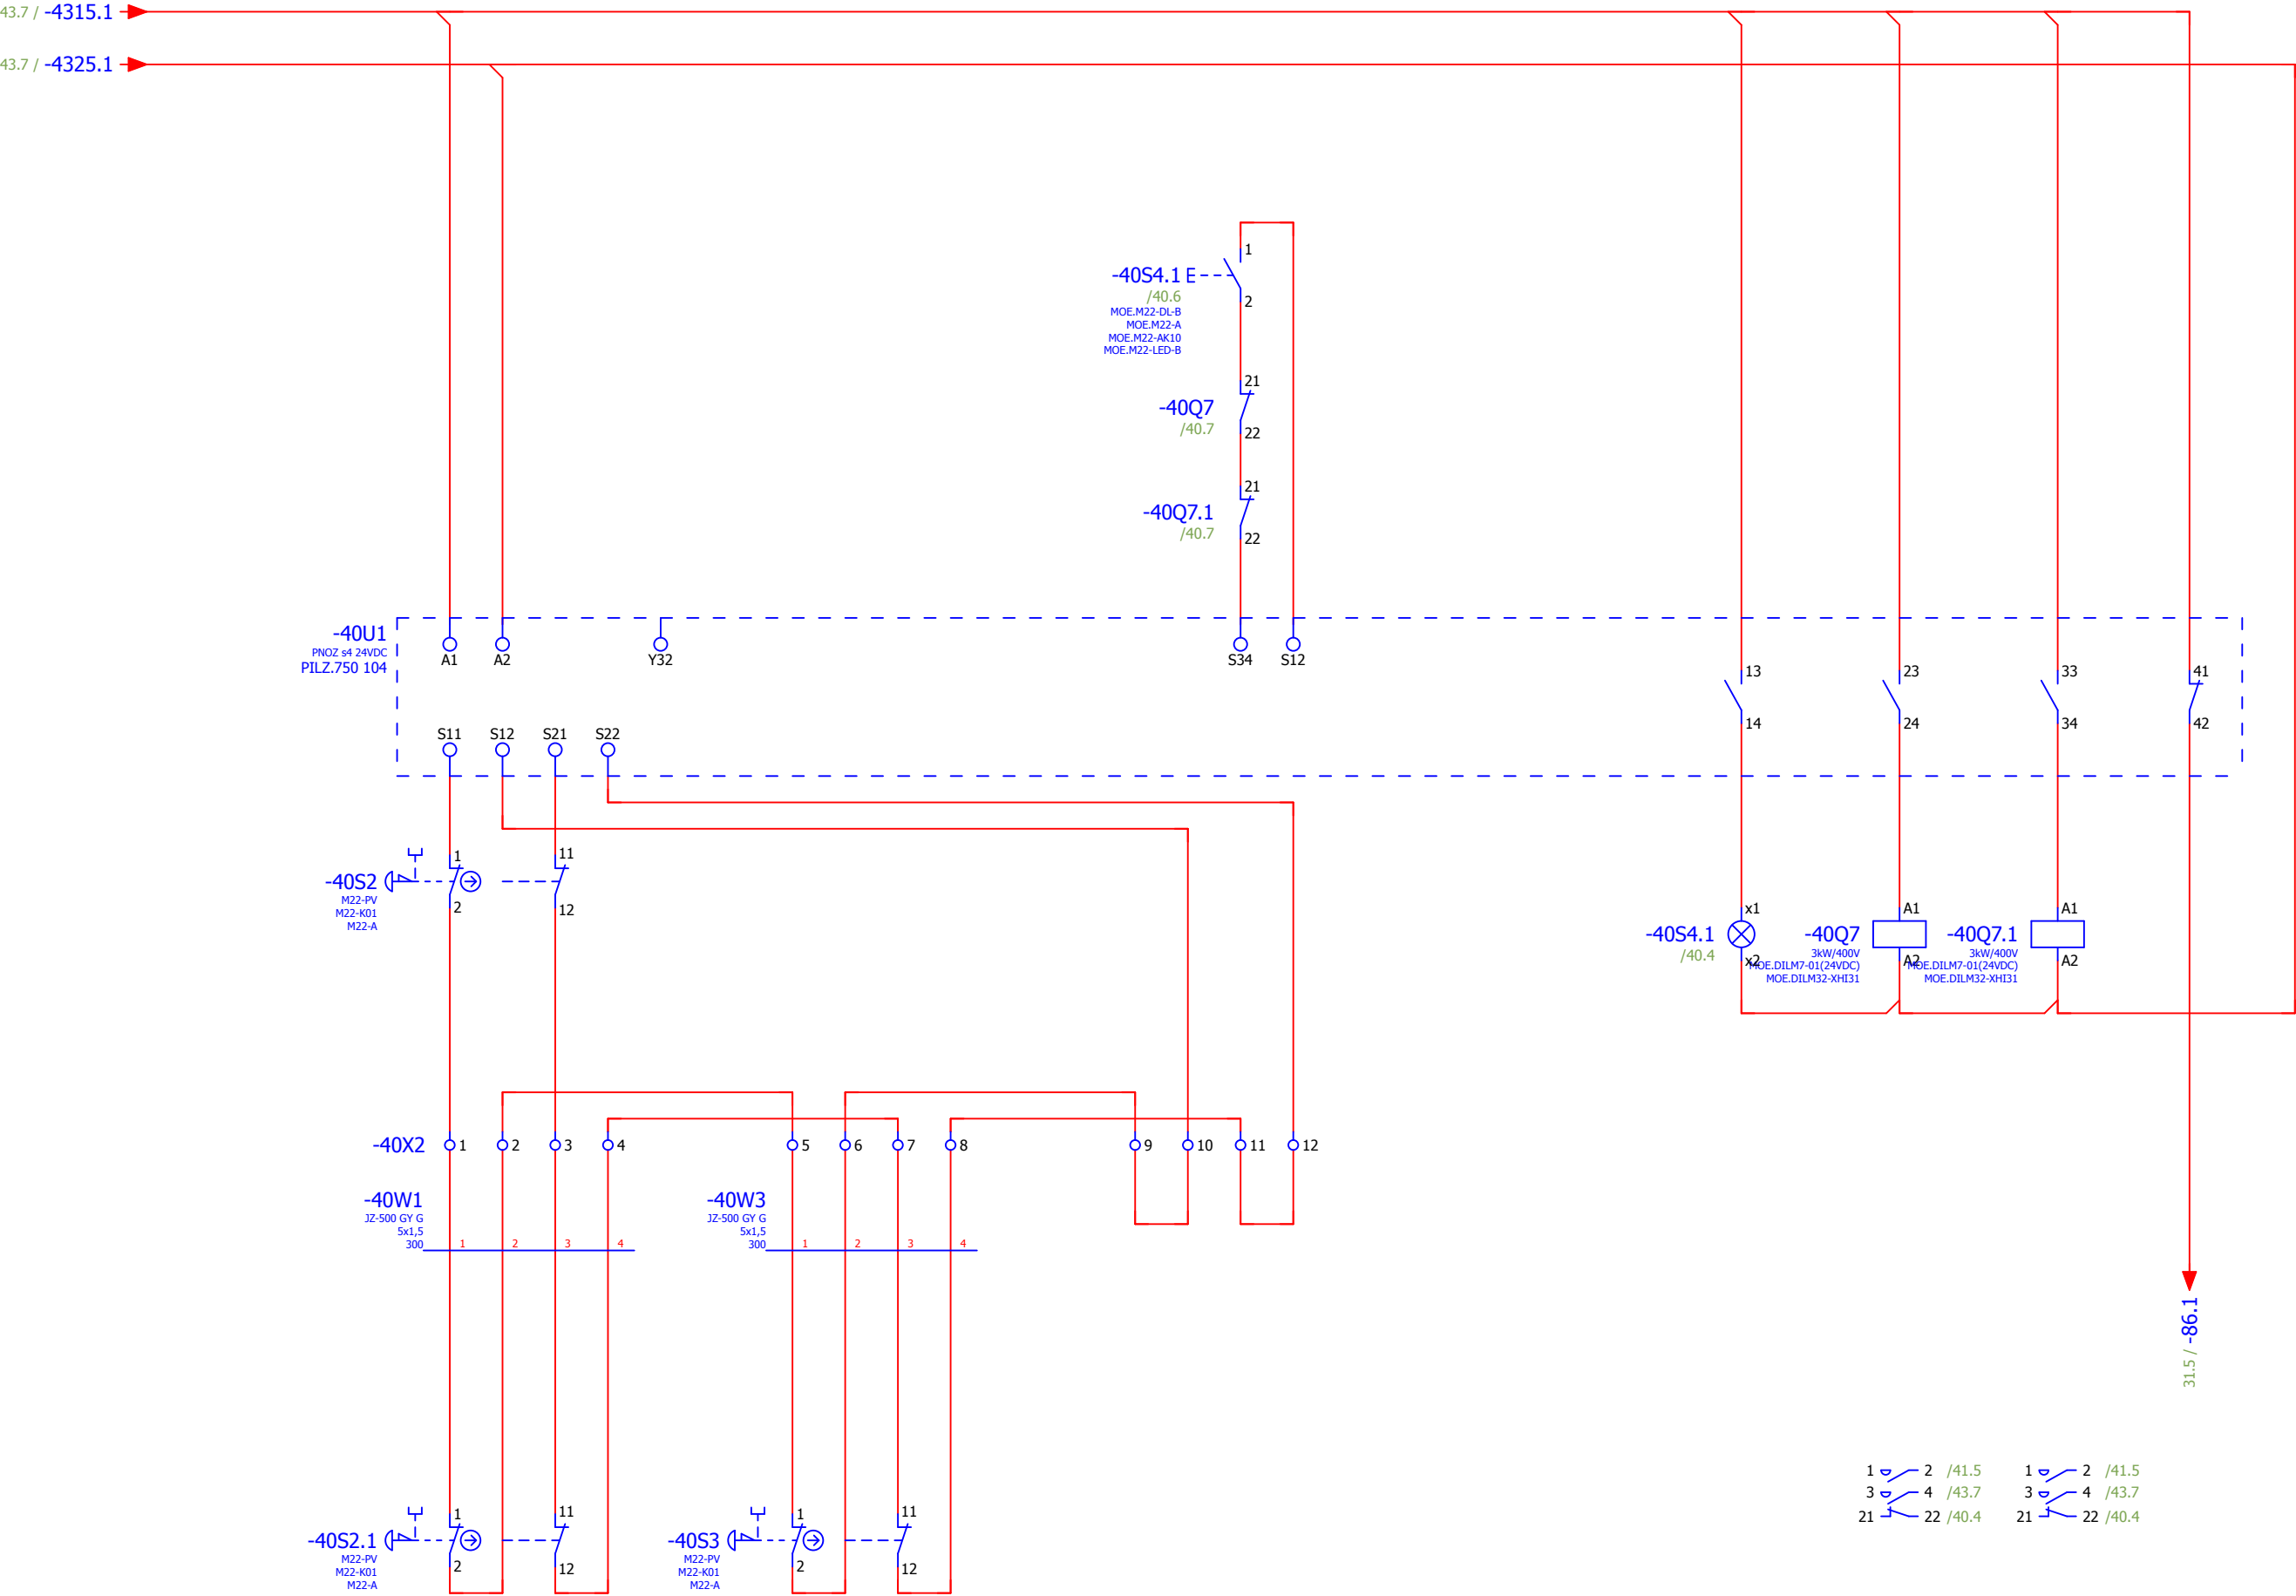 43.7 / -4315.1
43.7 / -4325.1
1
-40S4.1
/40.6
2
MOE.M22-DL-B
MOE.M22-A
MOE.M22-AK10
MOE.M22-LED-B
21
-40Q7
/40.7
22
21
-40Q7.1
/40.7
22
-40U1
PNOZ s4 24VDC
PILZ.750 104
A1 A2 Y32 S34 S12
13 23 33 41
14 24 34 42
S11 S12 S21 S22
1 11
-40S2
M22-PV
M22-K01
M22-A
2 12
x1 A1 A1
-40S4.1 -40Q7 -40Q7.1
/40.4
3kW/400V 3kW/400V
x2 A2 A2
MOE.DILM7-01(24VDC) MOE.DILM7-01(24VDC)
MOE.DILM32-XHI31 MOE.DILM32-XHI31
-40X2 1 2 3 4 5 6 7 8 9 10 11 12
-40W1
JZ-500 GY G
5x1,5
300 1 2 3 4
-40W3
JZ-500 GY G
5x1,5
300 1 2 3 4
31.5 / -86.1
1 2 /41.5 1 2 /41.5
3 4 /43.7 3 4 /43.7
21 22 /40.4 21 22 /40.4
1 11
-40S2.1
M22-PV
M22-K01
M22-A
2 12
1 11
-40S3
M22-PV
M22-K01
M22-A
2 12